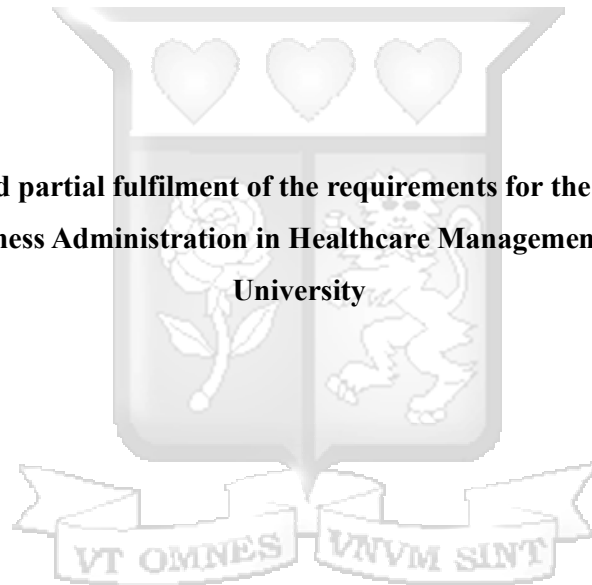 d partial fulfilment of the requirements for the
ness Administration in Healthcare Managemen
University
VT OMNES VNVM SINT